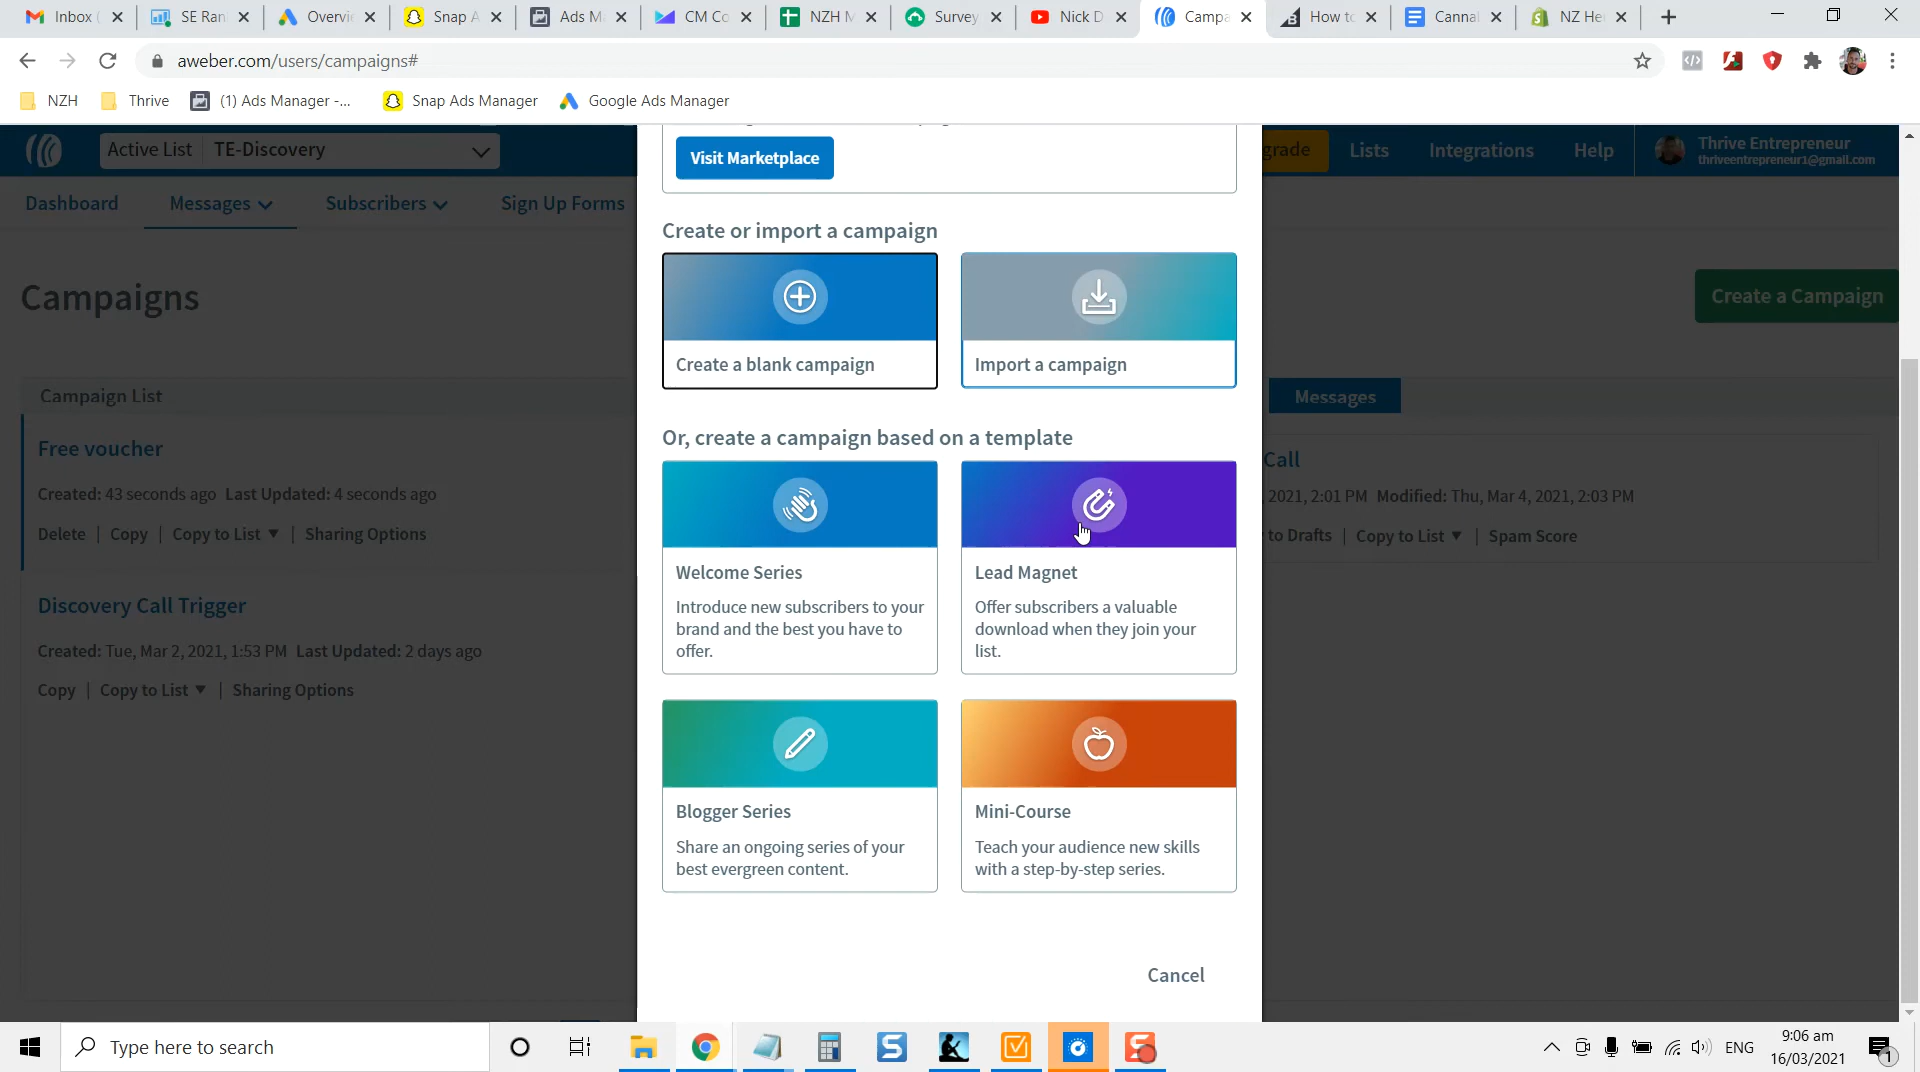 Inbox (
SE Ran
Overvi
Snap A
Ads M
CM Co
NZH M
Survey
Nick D
Campa
How to
Cannal
NZ He
aweber.com/users/campaigns#
NZH
Thrive
(1) Ads Manager -...
Snap Ads Manager
Google Ads Manager
Active List
TE-Discovery
grade
Lists
Integrations
Help
Thrive Entrepreneur
thriveentrepreneur1@gmail.com
Dashboard
Messages
Subscribers
Sign Up Forms
Visit Marketplace
Campaigns
Create a Campaign
Create or import a campaign
Create a blank campaign
Import a campaign
Campaign List
Messages
Free voucher
Created: 43 seconds ago Last Updated: 4 seconds ago
Delete | Copy | Copy to List ▼ | Sharing Options
Discovery Call Trigger
Created: Tue, Mar 2, 2021, 1:53 PM Last Updated: 2 days ago
Copy | Copy to List ▼ | Sharing Options
Call
2021, 2:01 PM Modified: Thu, Mar 4, 2021, 2:03 PM
to Drafts | Copy to List ▼ | Spam Score
Or, create a campaign based on a template
Welcome Series
Introduce new subscribers to your
brand and the best you have to
offer.
Lead Magnet
Offer subscribers a valuable
download when they join your
list.
Blogger Series
Share an ongoing series of your
best evergreen content.
Mini-Course
Teach your audience new skills
with a step-by-step series.
Cancel
Type here to search
ENG
9:06 am
16/03/2021
1